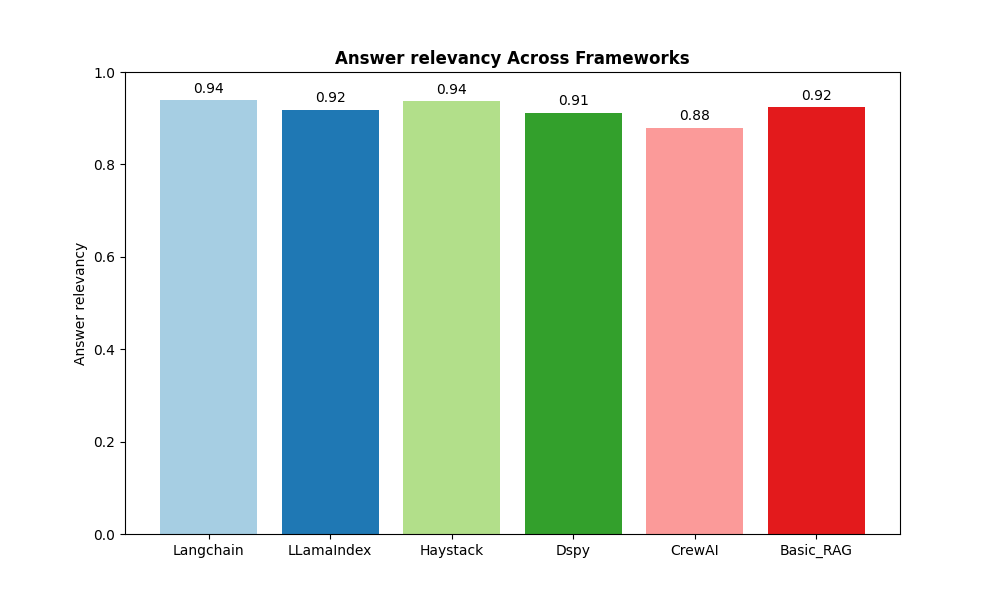 Answer relevancy Across Frameworks
Answer relevancy
1.0
0.8
0.6
0.4
0.2
0.0
0.94
0.92
0.94
0.91
0.88
0.92
Langchain
LLamaIndex
Haystack
Dspy
CrewAI
Basic_RAG